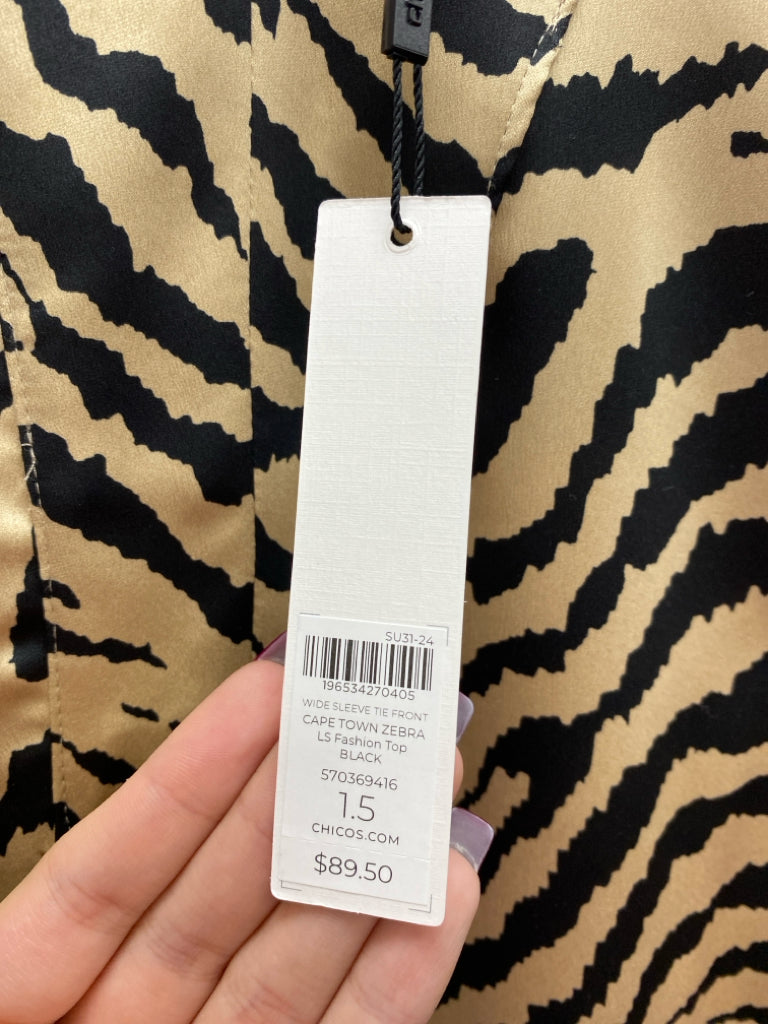 SU31-24
196534270405
WIDE SLEEVE TIE FRONT
CAPE TOWN ZEBRA
LS Fashion Top
BLACK
570369416
1.5
CHICOS.COM
$89.50